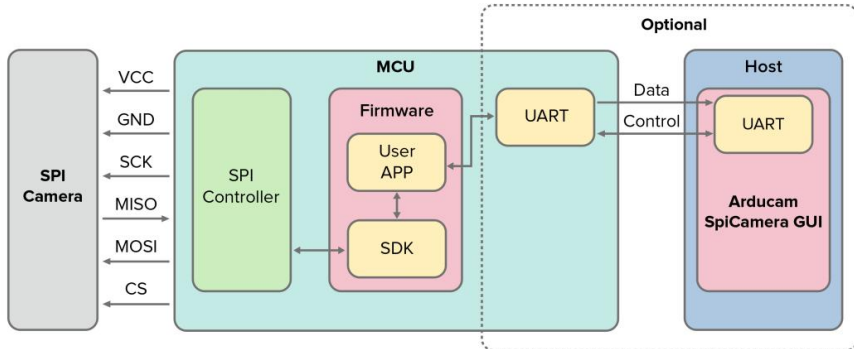 Optional
MCU
Host
SPI
Camera
VCC
GND
SCK
MISO
MOSI
CS
SPI
Controller
Firmware
User
APP
SDK
UART
Data
Control
UART
Arducam
SpiCamera GUI